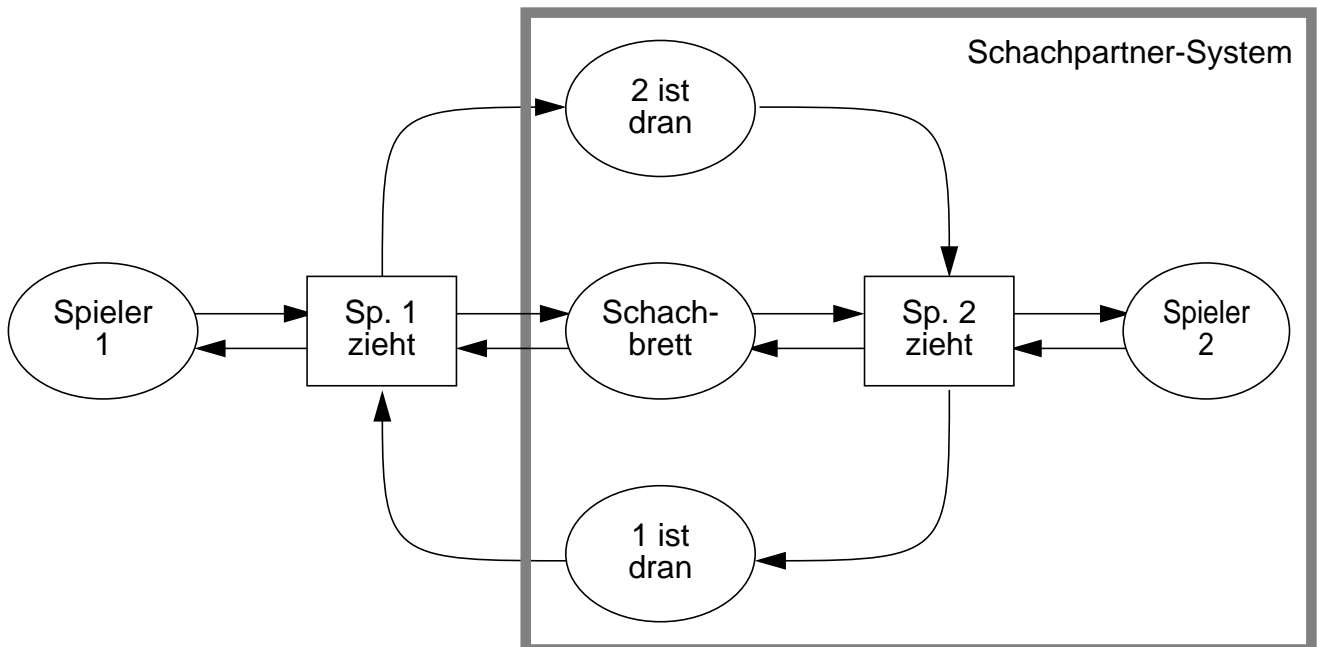 Schachpartner-System
2 ist
dran
Spieler
1
Sp. 1
zieht
Schach-
brett
Sp. 2
zieht
Spieler
2
1 ist
dran